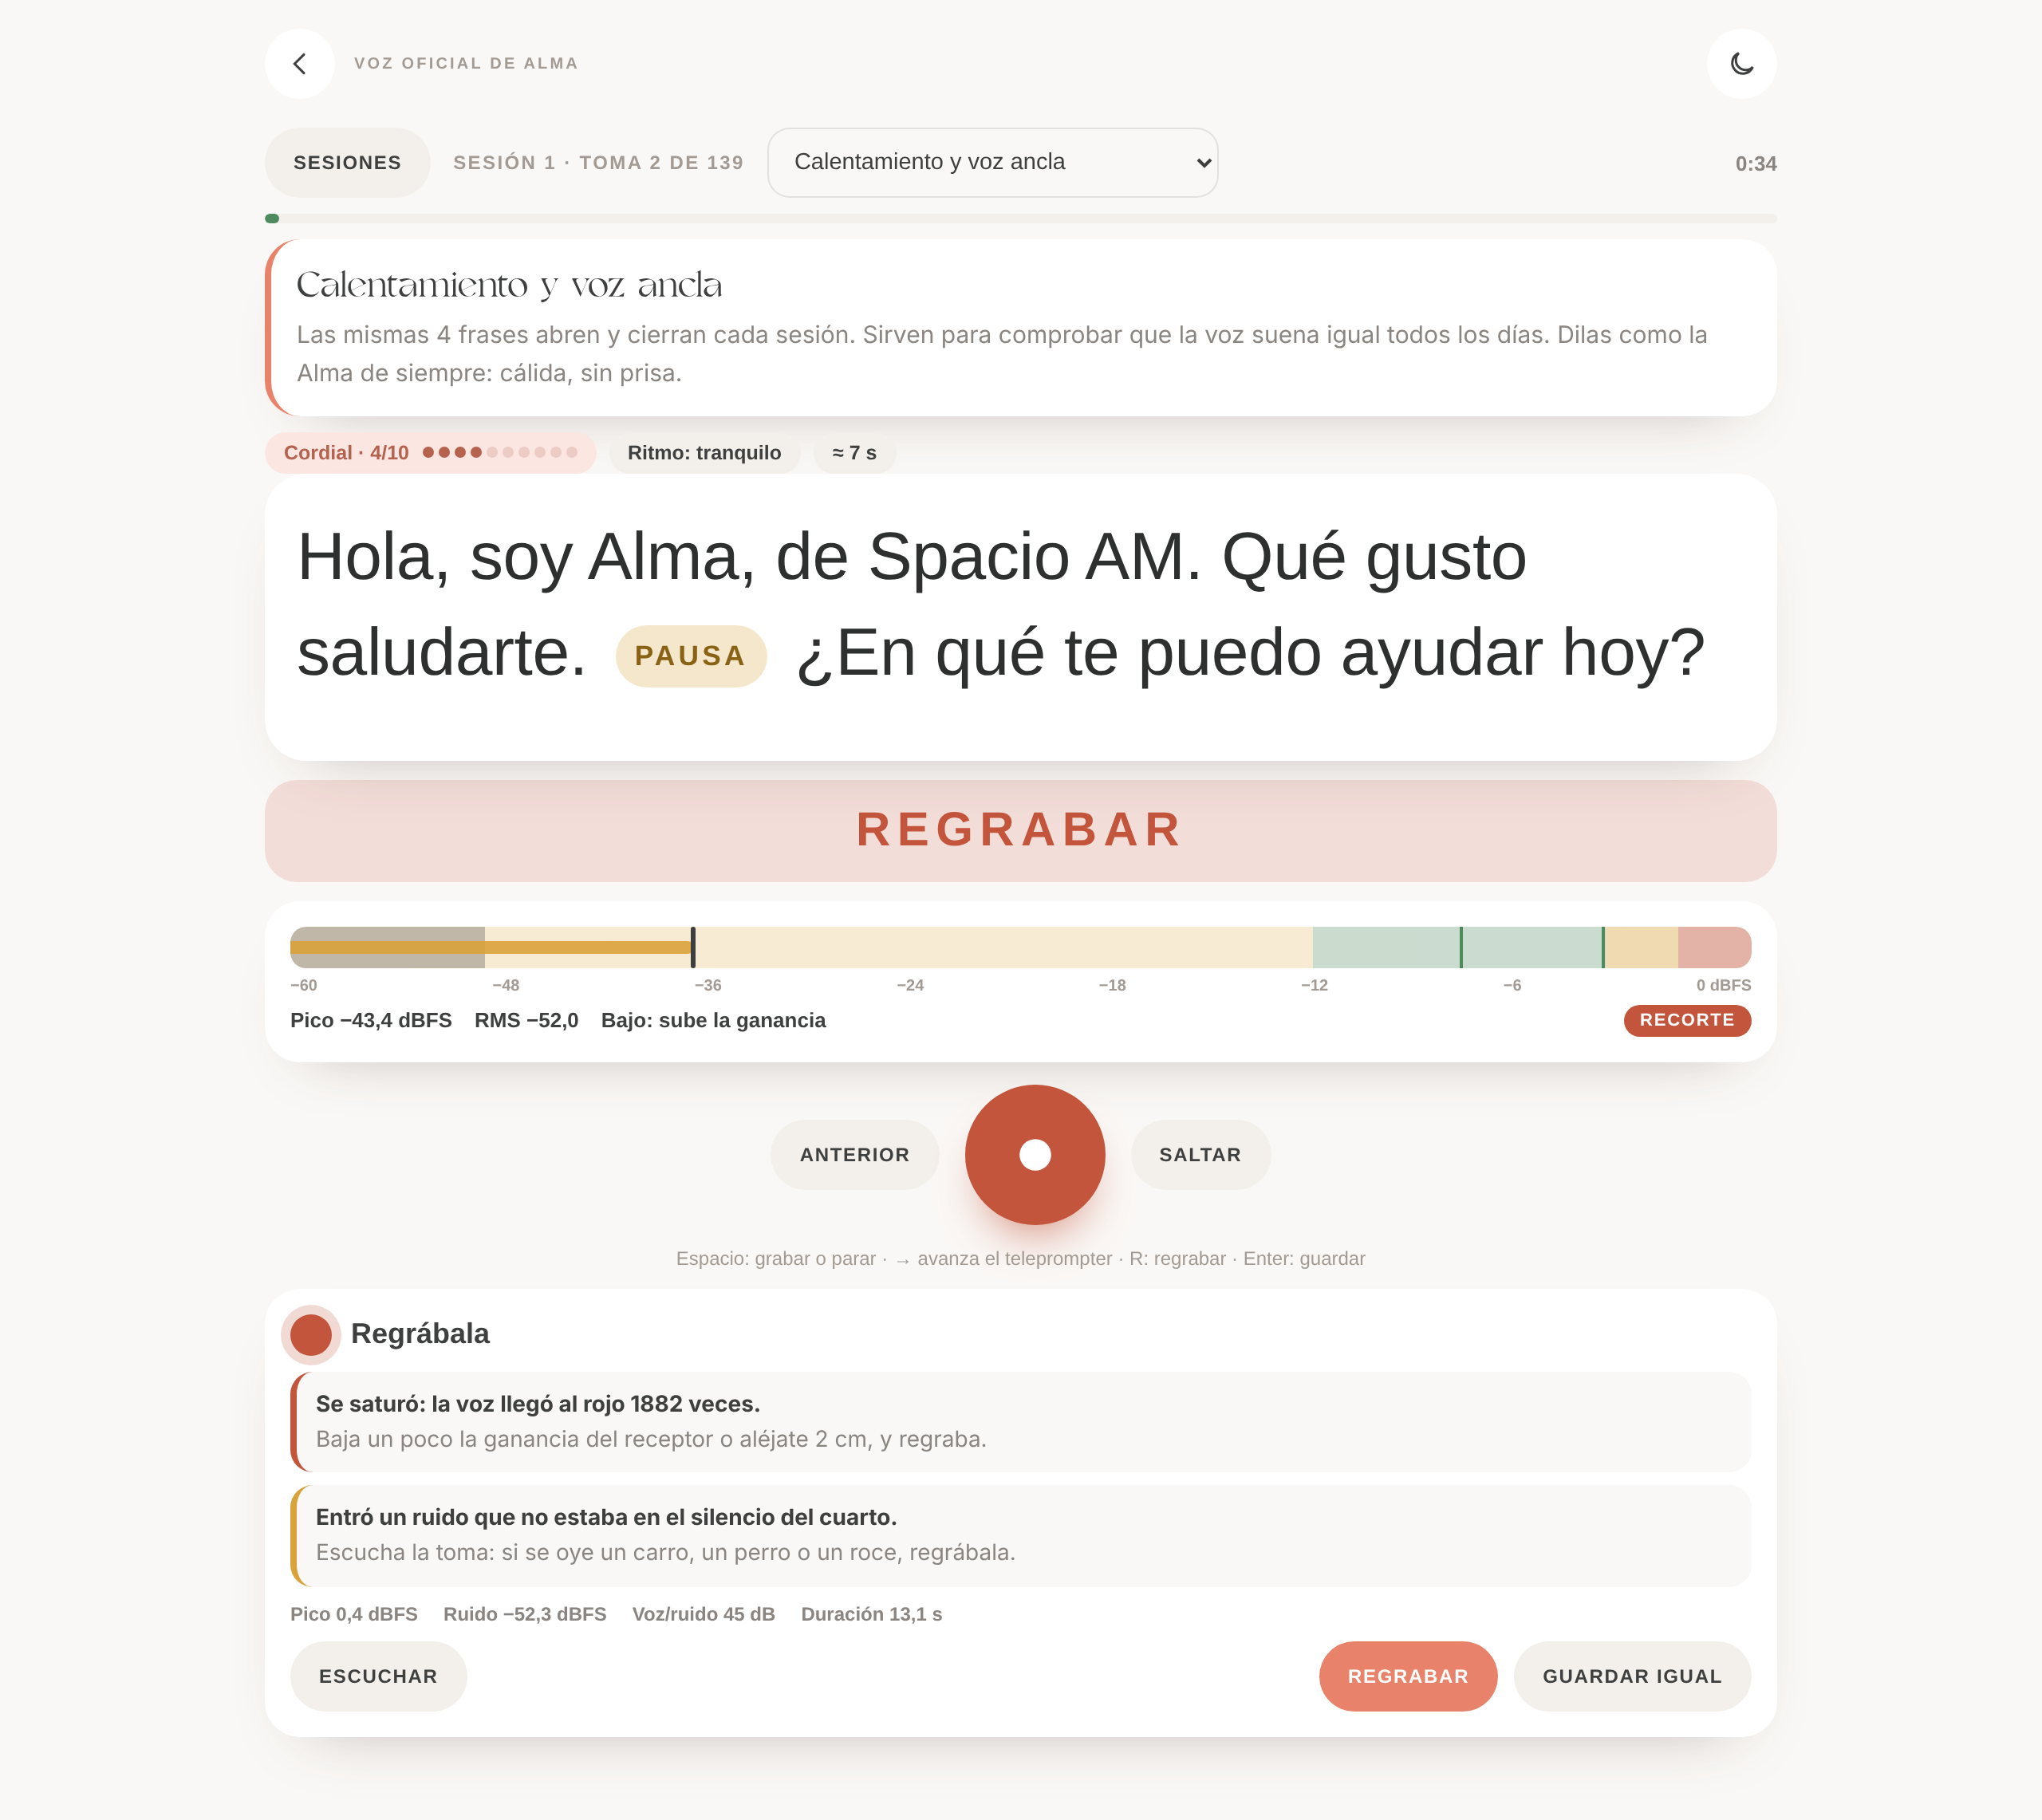 VOZ OFICIAL DE ALMA
SESIONES
SESIÓN 1 · TOMA 2 DE 139
Calentamiento y voz ancla
0:34
Calentamiento y voz ancla
Las mismas 4 frases abren y cierran cada sesión. Sirven para comprobar que la voz suena igual todos los días. Dilas como la
Alma de siempre: cálida, sin prisa.
Cordial · 4/10
Ritmo: tranquilo
≈ 7 s
Hola, soy Alma, de Spacio AM. Qué gusto
saludarte. PAUSA ¿En qué te puedo ayudar hoy?
REGRABAR
−60 −48 −36 −24 −18 −12 −6 0 dBFS
Pico −43,4 dBFS RMS −52,0 Bajo: sube la ganancia
RECORTE
ANTERIOR
SALTAR
Espacio: grabar o parar · → avanza el teleprompter · R: regrabar · Enter: guardar
Regrábala
Se saturó: la voz llegó al rojo 1882 veces.
Baja un poco la ganancia del receptor o aléjate 2 cm, y regraba.
Entró un ruido que no estaba en el silencio del cuarto.
Escucha la toma: si se oye un carro, un perro o un roce, regrábala.
Pico 0,4 dBFS Ruido −52,3 dBFS Voz/ruido 45 dB Duración 13,1 s
ESCUCHAR
REGRABAR
GUARDAR IGUAL